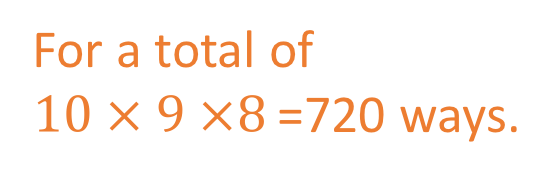 For a total of
10 × 9 ×8 =720 ways.